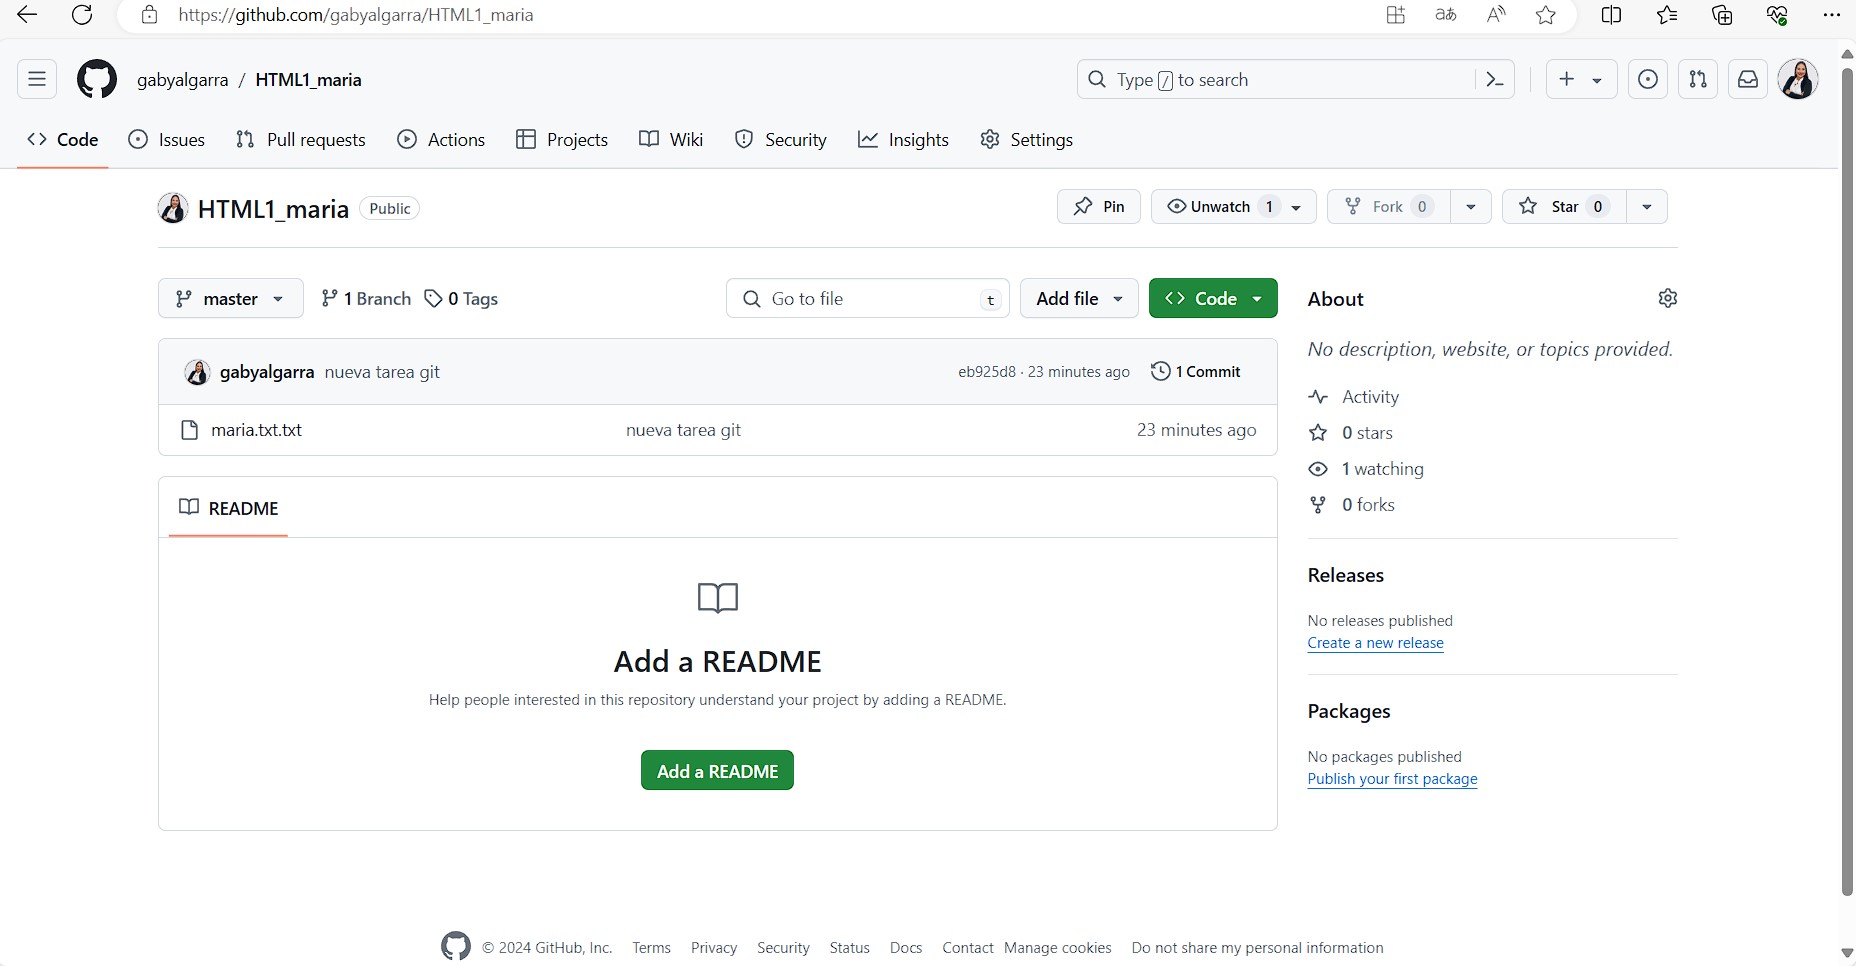 https://github.com/gabyalgarra/HTML1_maria
gabyalgarra / HTML1_maria
Type / to search
Code Issues Pull requests Actions Projects Wiki Security Insights Settings
HTML1_maria Public
Pin Unwatch 1 Fork 0 Star 0
master 1 Branch 0 Tags Go to file t Add file Code
gabyalgarra nueva tarea git eb925d8 · 23 minutes ago 1 Commit
maria.txt.txt nueva tarea git 23 minutes ago
README
Add a README
Help people interested in this repository understand your project by adding a README.
Add a README
About
No description, website, or topics provided.
Activity
0 stars
1 watching
0 forks
Releases
No releases published
Create a new release
Packages
No packages published
Publish your first package
© 2024 GitHub, Inc. Terms Privacy Security Status Docs Contact Manage cookies Do not share my personal information